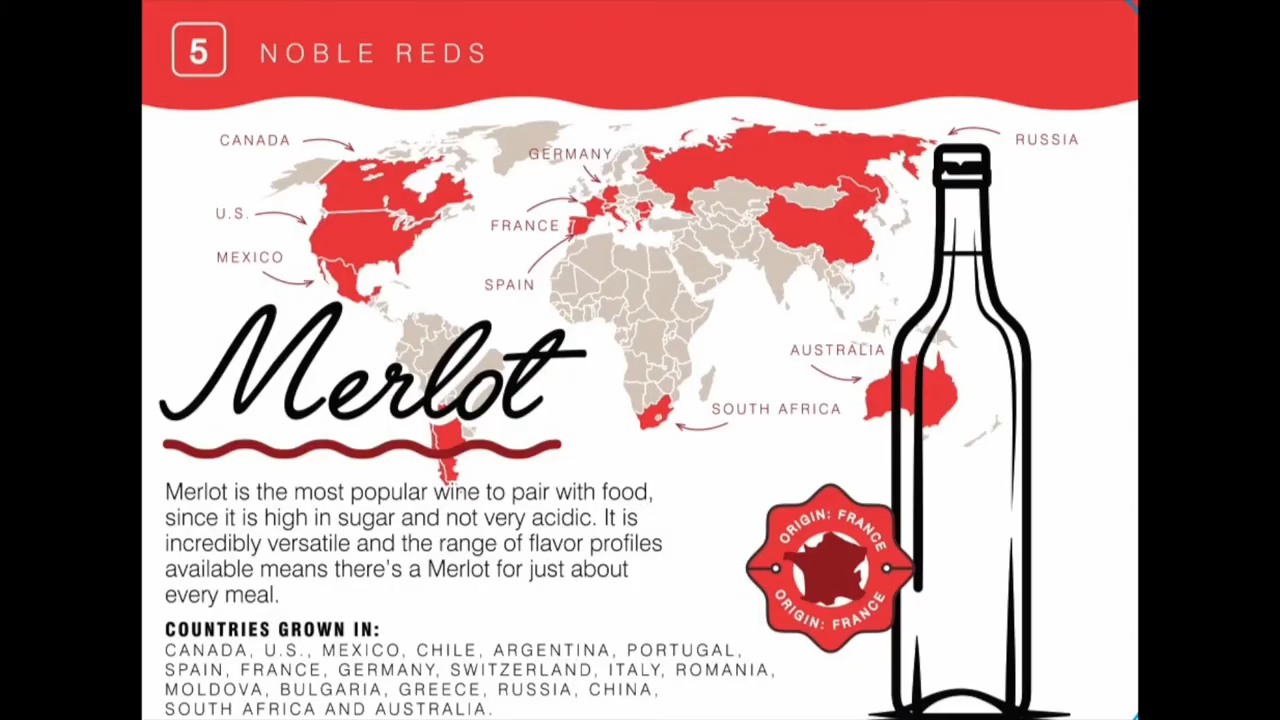 5 NOBLE REDS
CANADA
GERMANY
RUSSIA
U.S.
FRANCE
MEXICO
SPAIN
AUSTRALIA
SOUTH AFRICA
Merlot
Merlot is the most popular wine to pair with food,
since it is high in sugar and not very acidic. It is
incredibly versatile and the range of flavor profiles
available means there's a Merlot for just about
every meal.
ORIGIN: FRANCE
ORIGIN: FRANCE
COUNTRIES GROWN IN:
CANADA, U.S., MEXICO, CHILE, ARGENTINA, PORTUGAL,
SPAIN, FRANCE, GERMANY, SWITZERLAND, ITALY, ROMANIA,
MOLDOVA, BULGARIA, GREECE, RUSSIA, CHINA,
SOUTH AFRICA AND AUSTRALIA.